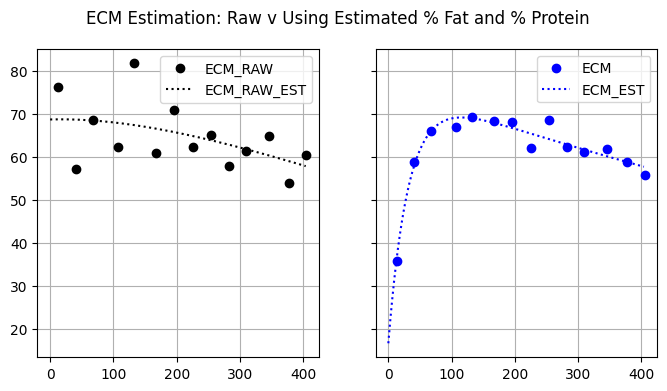 ECM Estimation: Raw v Using Estimated % Fat and % Protein
ECM_RAW
ECM_RAW_EST
80
70
60
50
40
30
20
0 100 200 300 400
ECM
ECM_EST
0 100 200 300 400